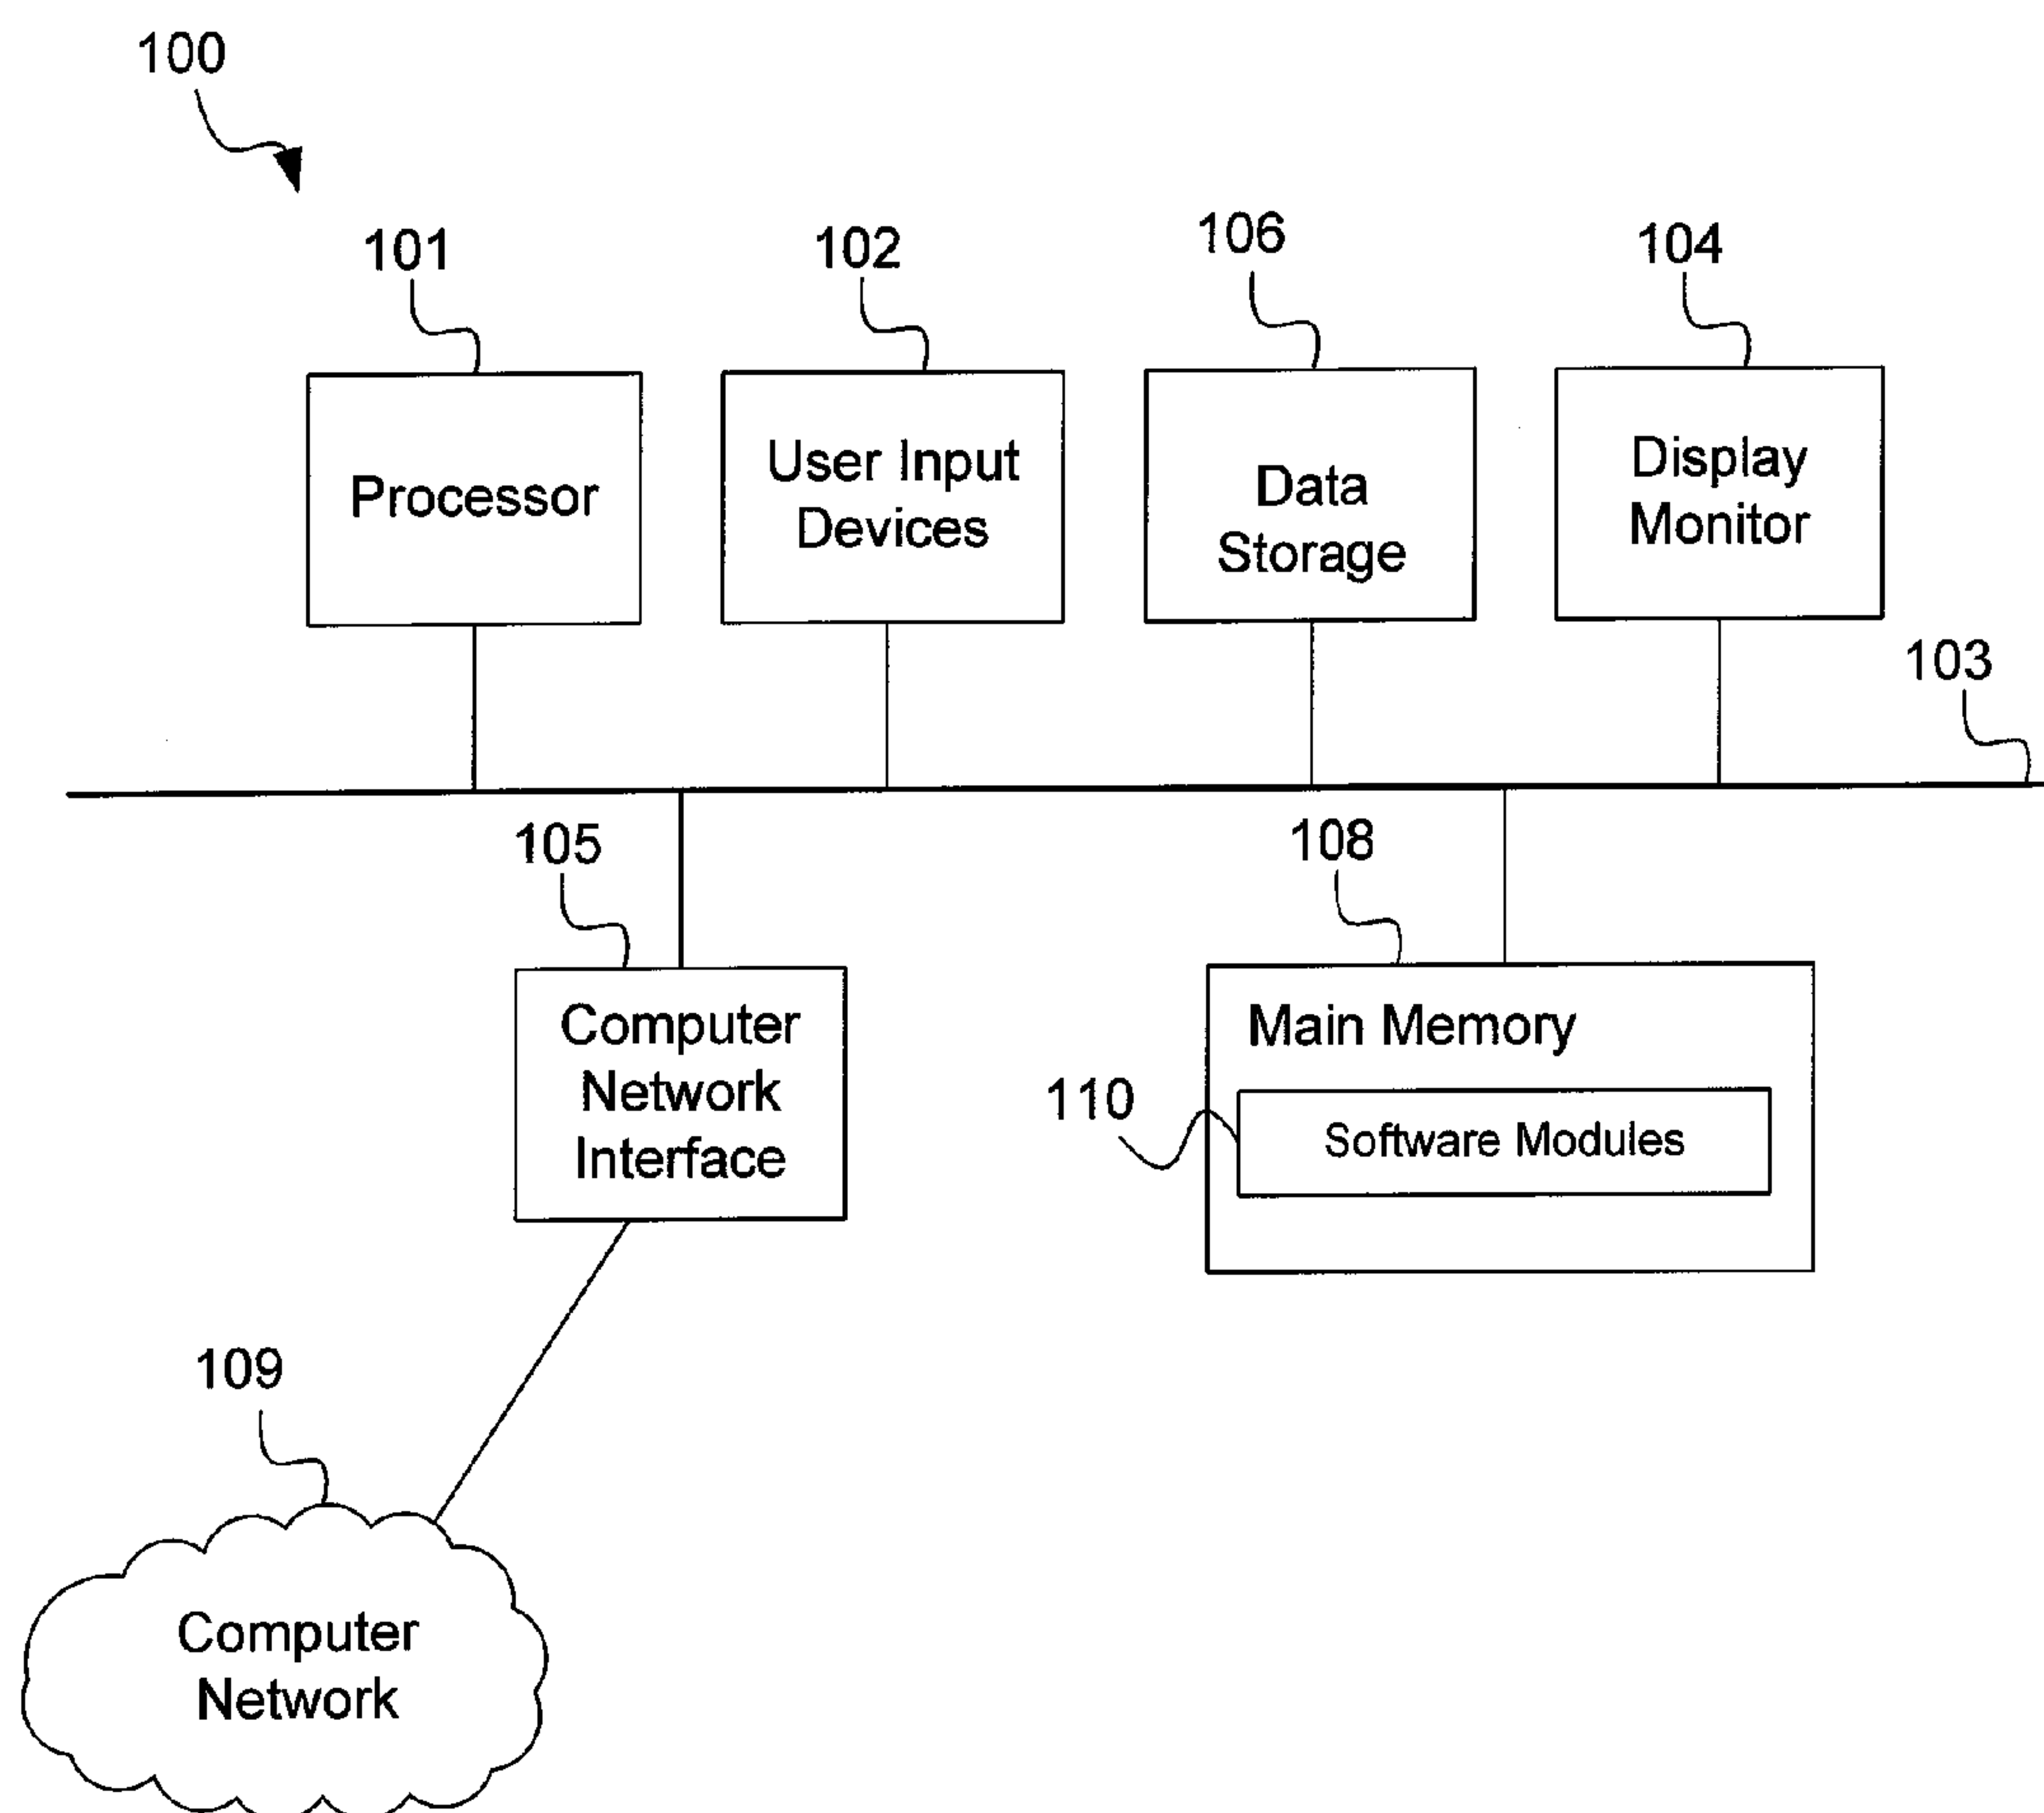 100
101
102
106
104
Processor
User Input
Devices
Data
Storage
Display
Monitor
103
105
108
Computer
Network
Interface
Main Memory
110
Software Modules
109
Computer
Network